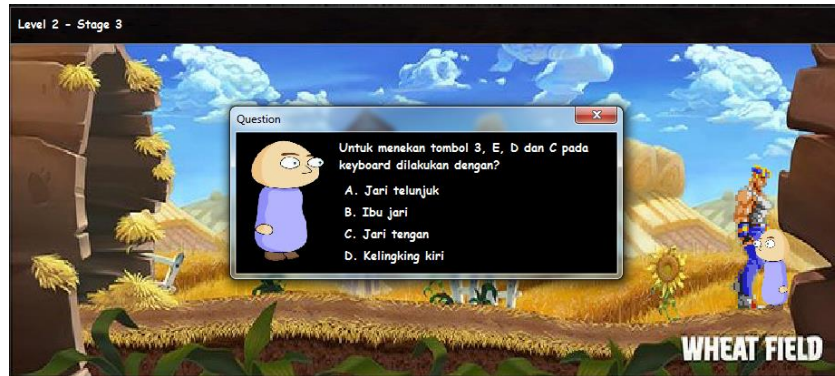 Level 2 - Stage 3
Question
Untuk menekan tombol 3, E, D dan C pada
keyboard dilakukan dengan?
A. Jari telunjuk
B. Ibu jari
C. Jari tengan
D. Kelingking kiri
WHEAT FIELD